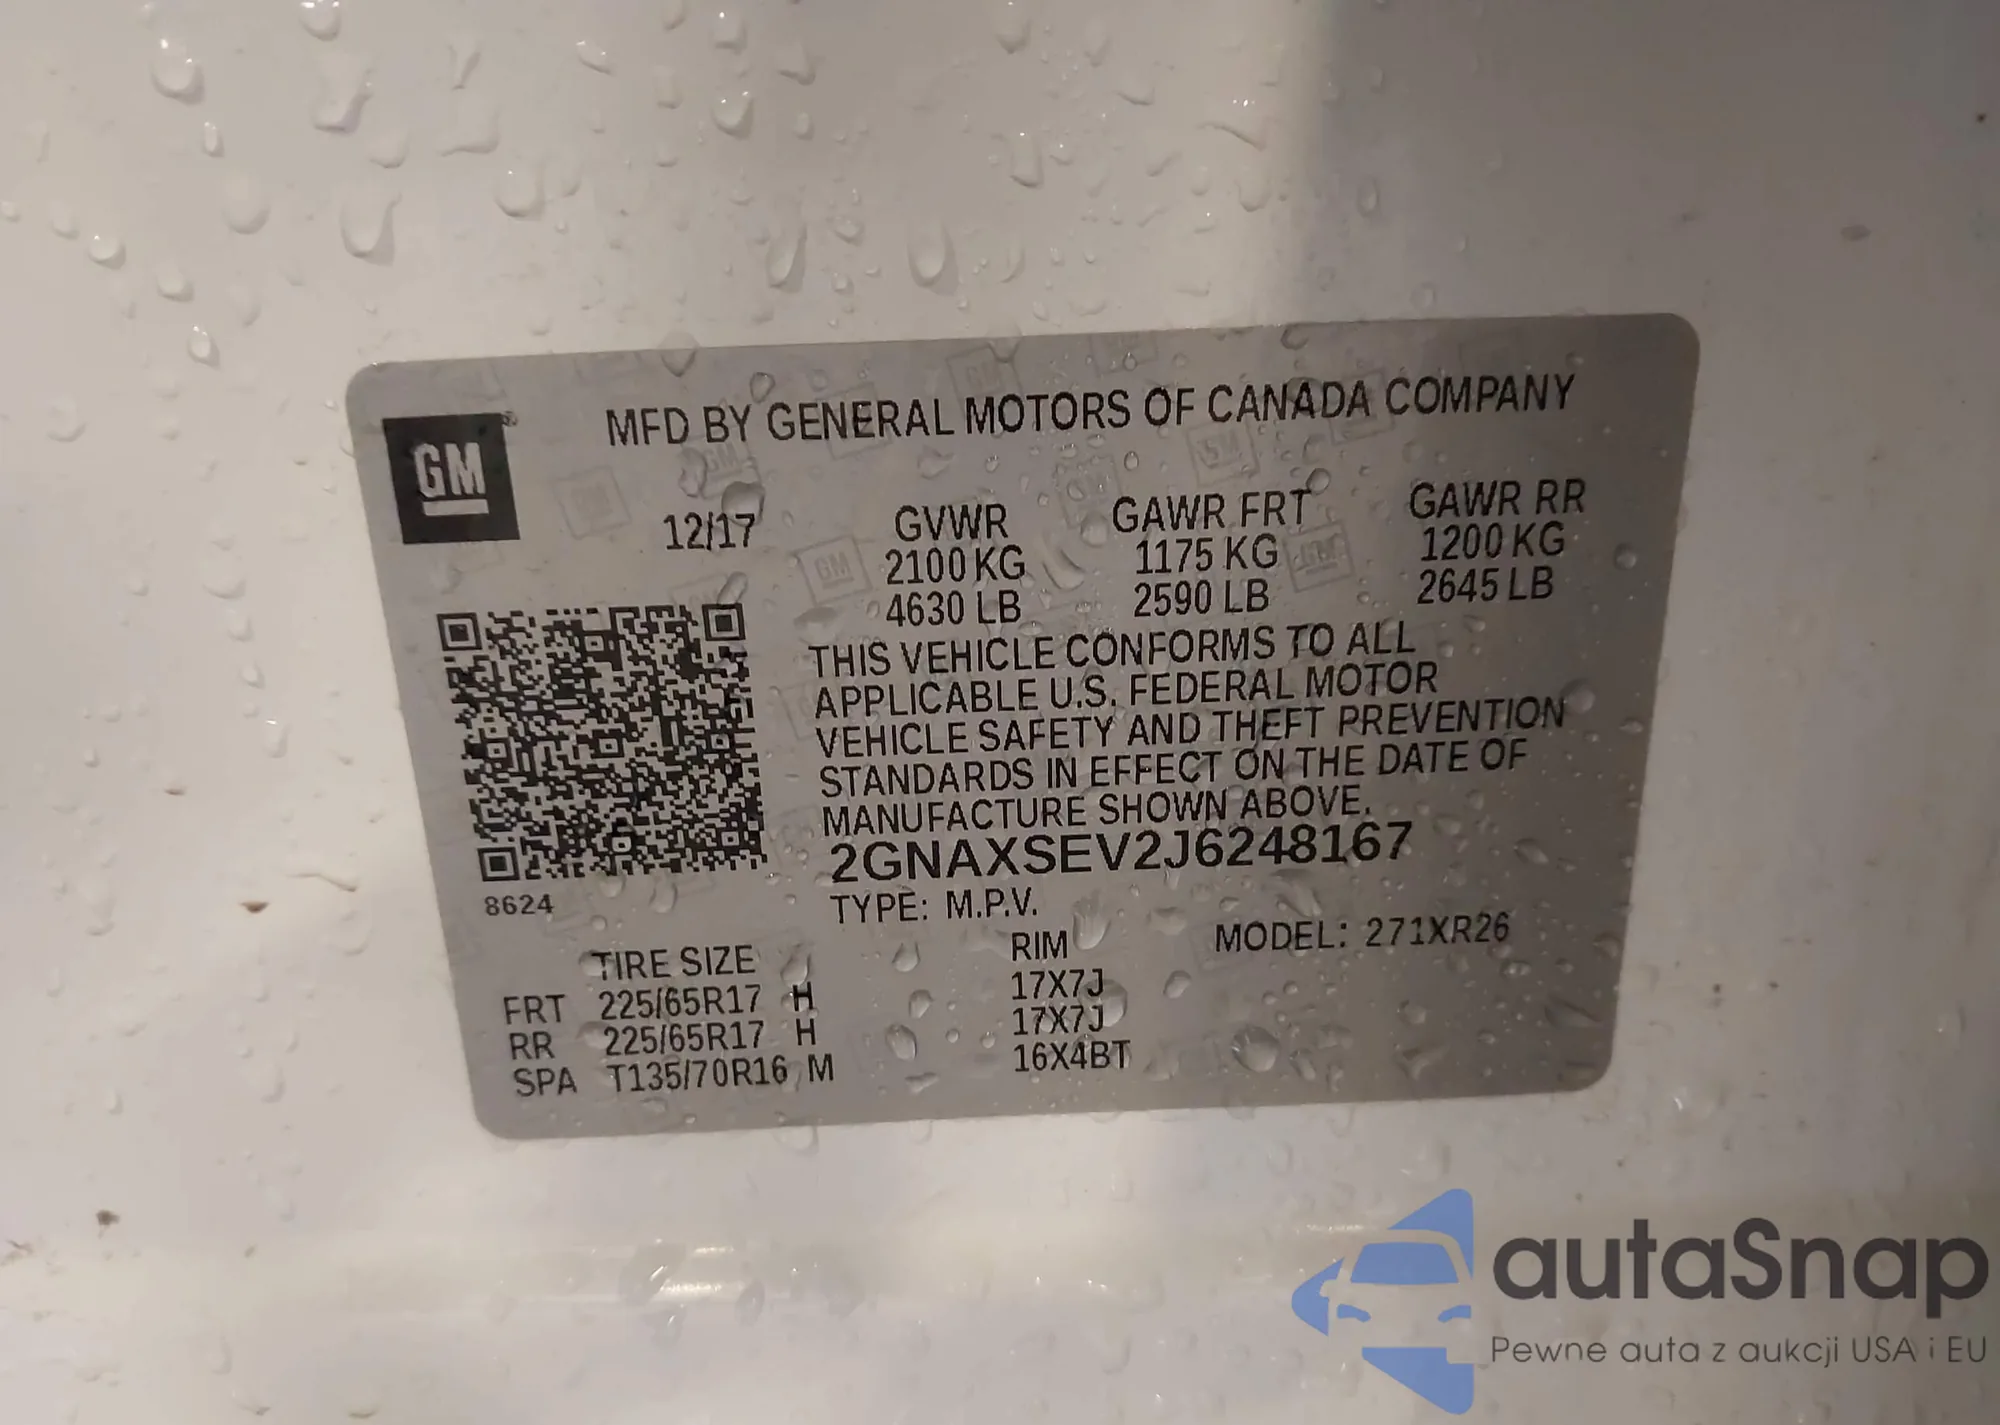 GM
MFD BY GENERAL MOTORS OF CANADA COMPANY
12/17 GVWR GAWR FRT GAWR RR
2100 KG 1175 KG 1200 KG
4630 LB 2590 LB 2645 LB
THIS VEHICLE CONFORMS TO ALL
APPLICABLE U.S. FEDERAL MOTOR
VEHICLE SAFETY AND THEFT PREVENTION
STANDARDS IN EFFECT ON THE DATE OF
MANUFACTURE SHOWN ABOVE.
2GNAXSEV2J6248167
8624
TYPE: M.P.V. MODEL: 271XR26
TIRE SIZE RIM
FRT 225/65R17 H 17X7J
RR 225/65R17 H 17X7J
SPA T135/70R16 M 16X4BT
autaSnap
Pewne auta z aukcji USA i EU